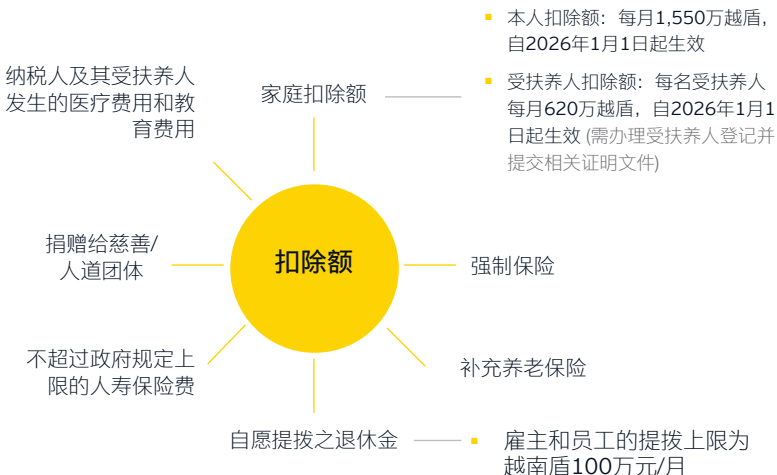 本人扣除额：每月1,550万越盾，
自2026年1月1日起生效
纳税人及其受扶养人
发生的医疗费用和教
育费用
家庭扣除额
受扶养人扣除额：每名受扶养人
每月620万越盾，自2026年1月1
日起生效 (需办理受扶养人登记并
提交相关证明文件)
捐赠给慈善/
人道团体
扣除额
强制保险
不超过政府规定上
限的人寿保险费
补充养老保险
自愿提拨之退休金
雇主和员工的提拨上限为
越南盾100万元/月